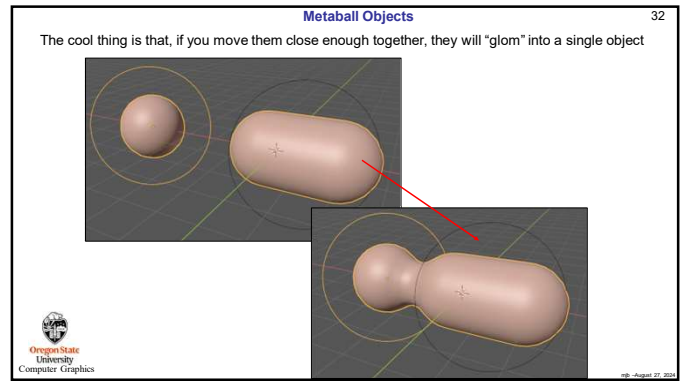 Metaball Objects
32
The cool thing is that, if you move them close enough together, they will “glom” into a single object
Oregon State
University
Computer Graphics
mjb –August 27, 2024